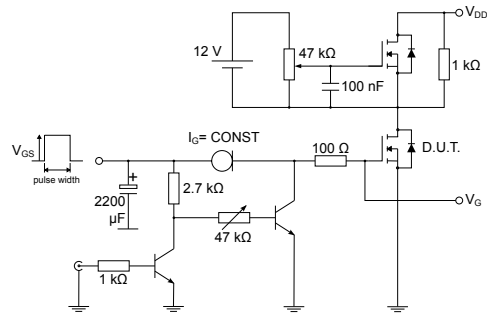 V_DD
12 V
47 kΩ
1 kΩ
100 nF
I_G= CONST
100 Ω
D.U.T.
V_GS
pulse width
+
2.7 kΩ
2200
μF
47 kΩ
V_G
1 kΩ